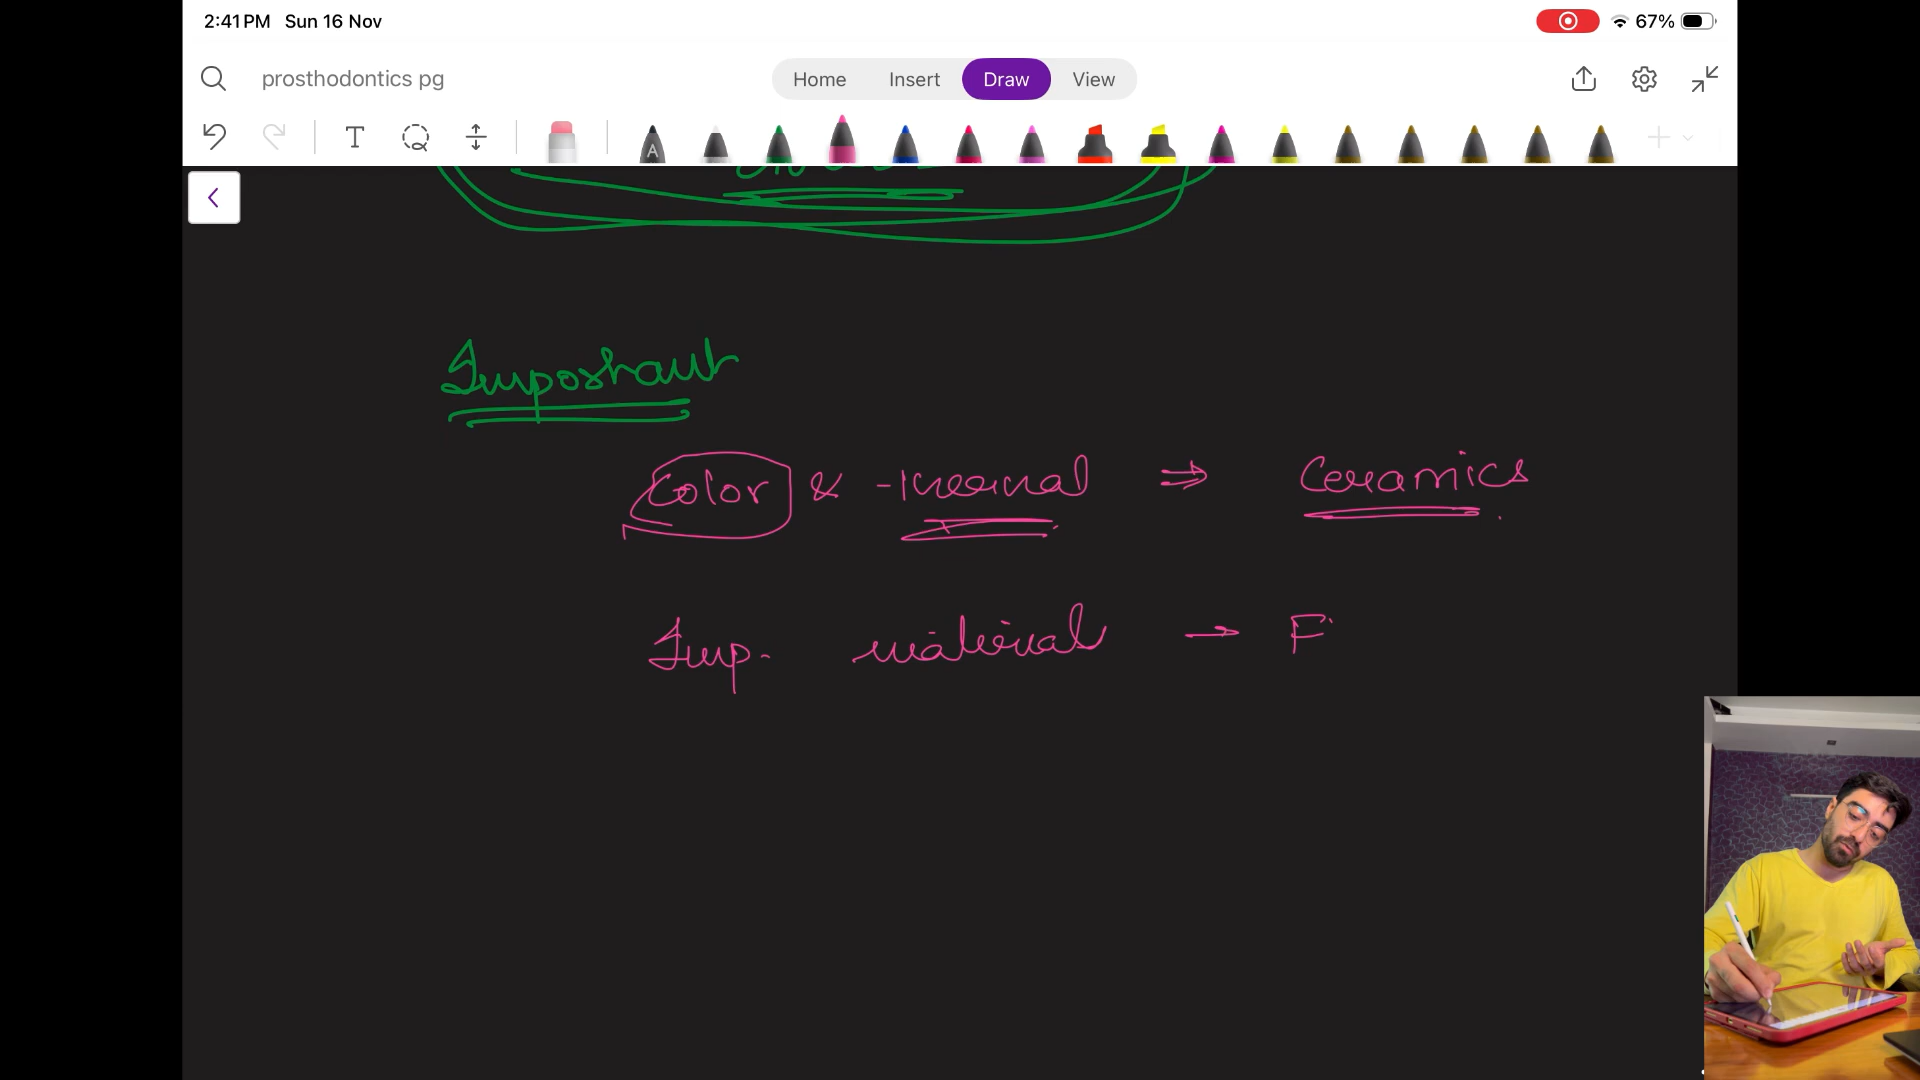 2:41 PM Sun 16 Nov 67%
prosthodontics pg Home Insert Draw View
T A
Important
Color & -thermal ⇒ Ceramics
Imp. material → F